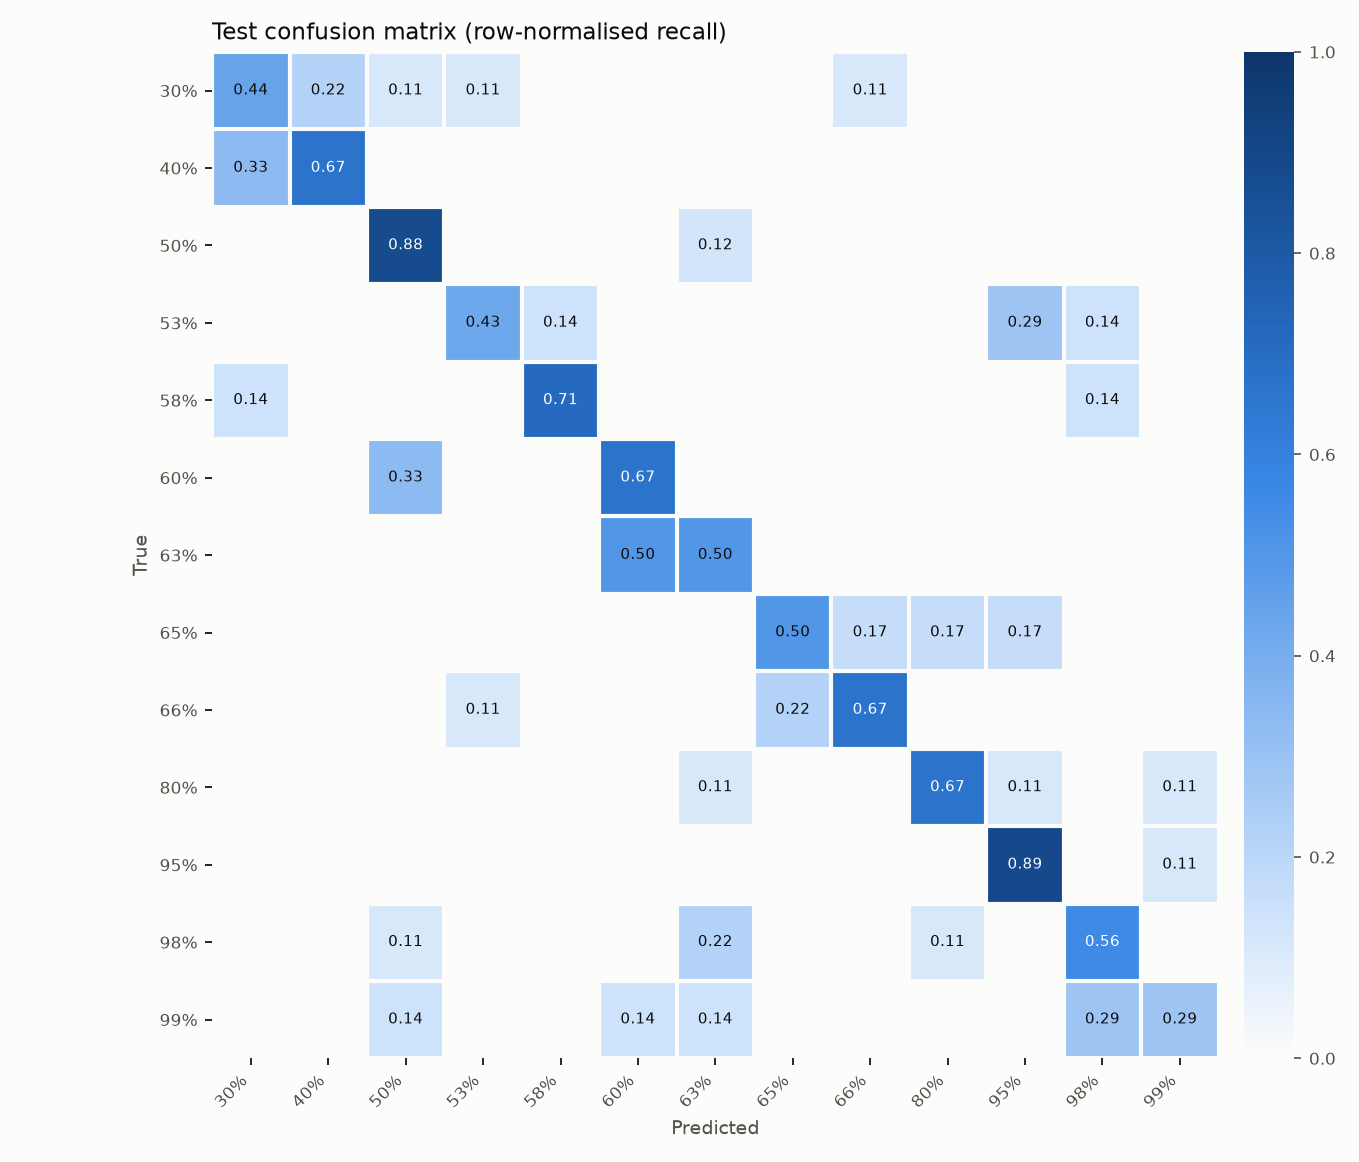 Test confusion matrix (row-normalised recall)
30% 0.44 0.22 0.11 0.11 0.11
40% 0.33 0.67
50% 0.88 0.12
53% 0.43 0.14 0.29 0.14
58% 0.14 0.71 0.14
60% 0.33 0.67
63% 0.50 0.50
65% 0.50 0.17 0.17 0.17
66% 0.11 0.22 0.67
80% 0.11 0.67 0.11 0.11
95% 0.89 0.11
98% 0.11 0.22 0.11 0.56
99% 0.14 0.14 0.14 0.29 0.29
True
30% 40% 50% 53% 58% 60% 63% 65% 66% 80% 95% 98% 99%
Predicted
1.0
0.8
0.6
0.4
0.2
0.0